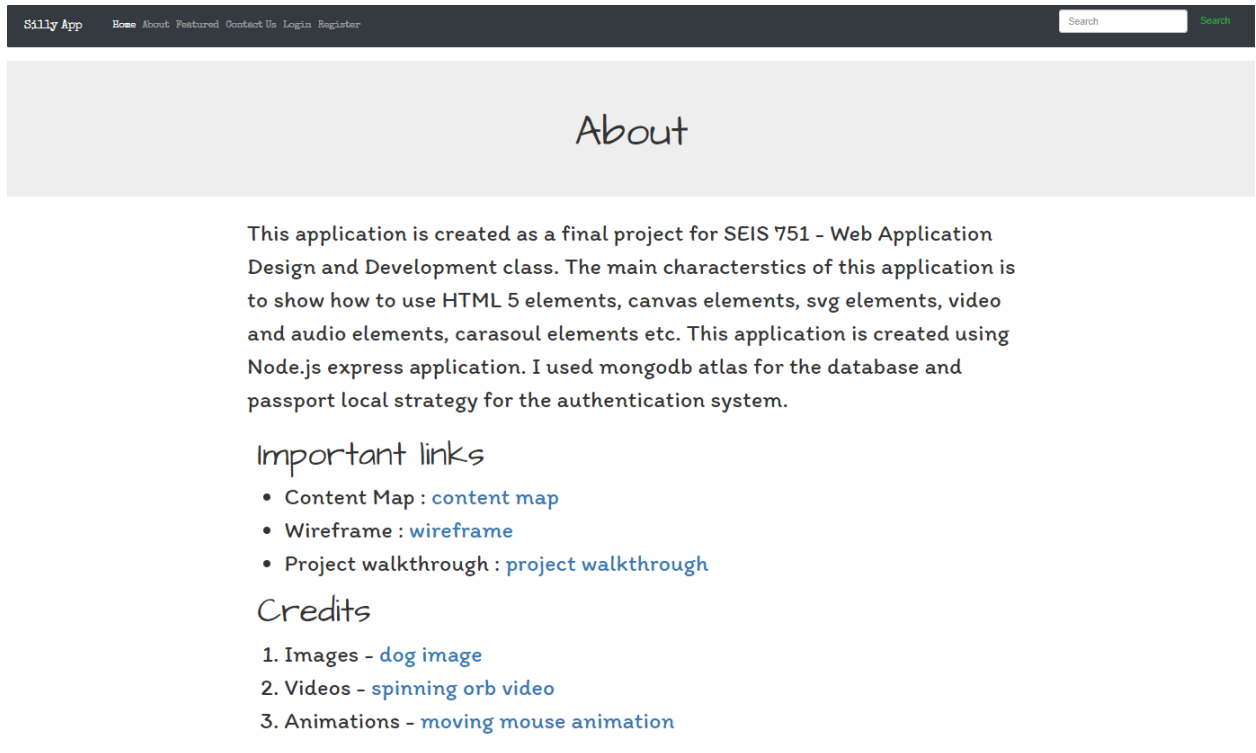 Silly App Home About Featured Contact Us Login Register Search Search
About
This application is created as a final project for SEIS 751 - Web Application
Design and Development class. The main characterstics of this application is
to show how to use HTML 5 elements, canvas elements, svg elements, video
and audio elements, carasoul elements etc. This application is created using
Node.js express application. I used mongodb atlas for the database and
passport local strategy for the authentication system.
Important links
• Content Map : content map
• Wireframe : wireframe
• Project walkthrough : project walkthrough
Credits
1. Images - dog image
2. Videos - spinning orb video
3. Animations - moving mouse animation